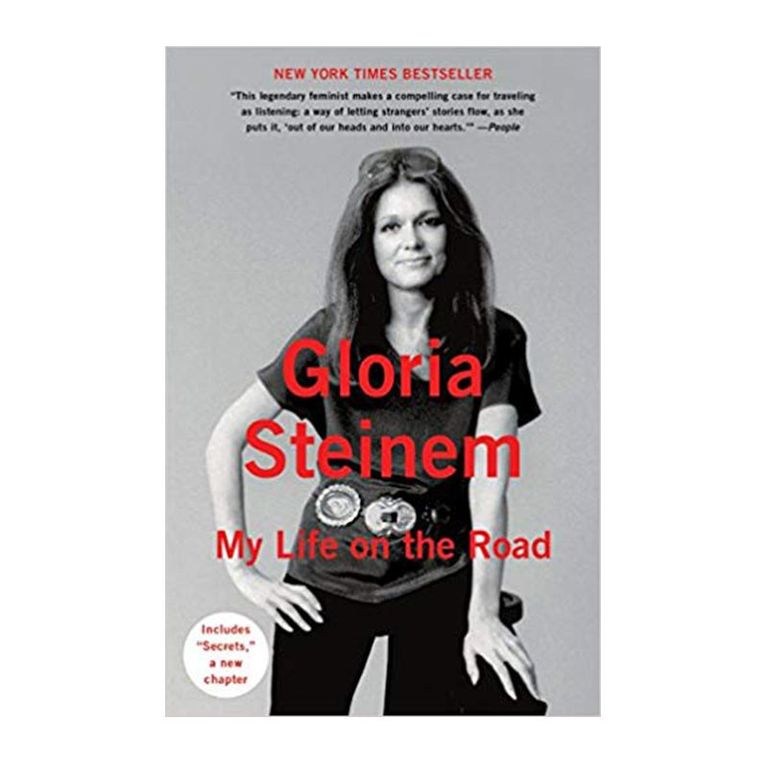 NEW YORK TIMES BESTSELLER
"This legendary feminist makes a compelling case for traveling
as listening: a way of letting strangers' stories flow, as she
puts it, 'out of our heads and into our hearts.'" —People
Gloria
Steinem
My Life on the Road
Includes
"Secrets,"
a new
chapter